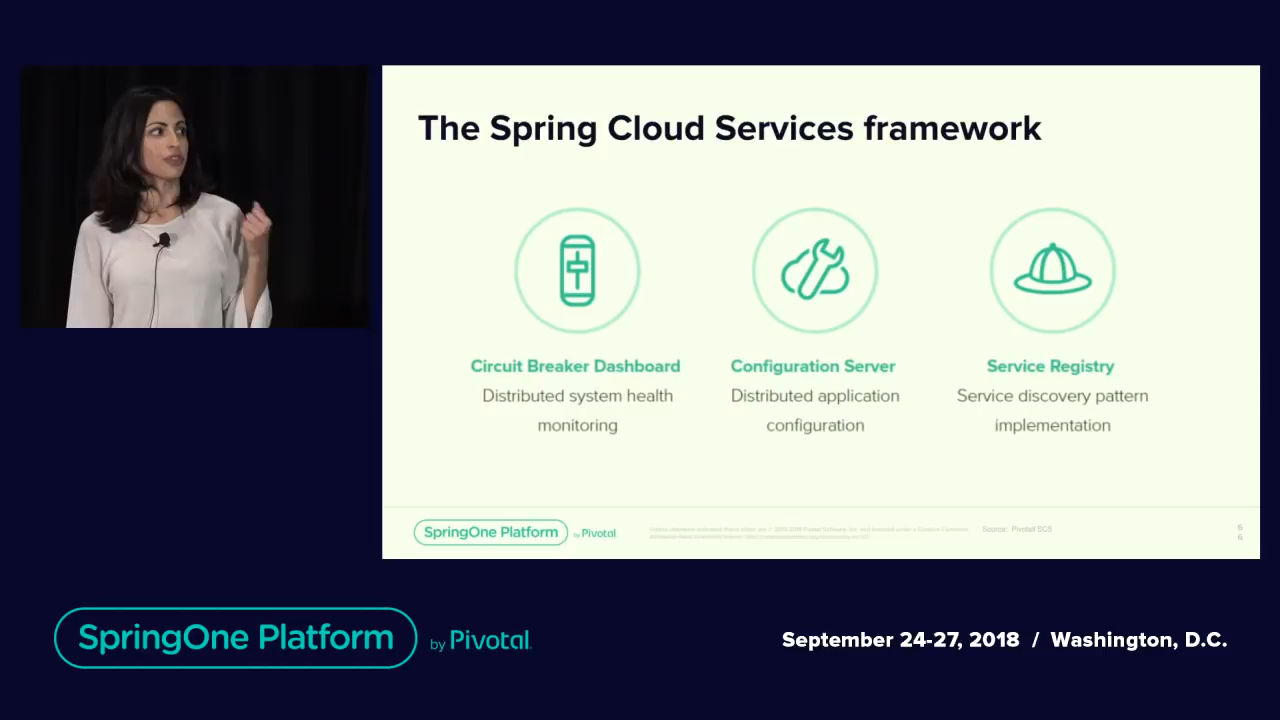 The Spring Cloud Services framework
Circuit Breaker Dashboard
Distributed system health
monitoring
Configuration Server
Distributed application
configuration
Service Registry
Service discovery pattern
implementation
SpringOne Platform
by Pivotal
Source: Pivotal SCS
6
6
SpringOne Platform
by Pivotal.
September 24-27, 2018 / Washington, D.C.